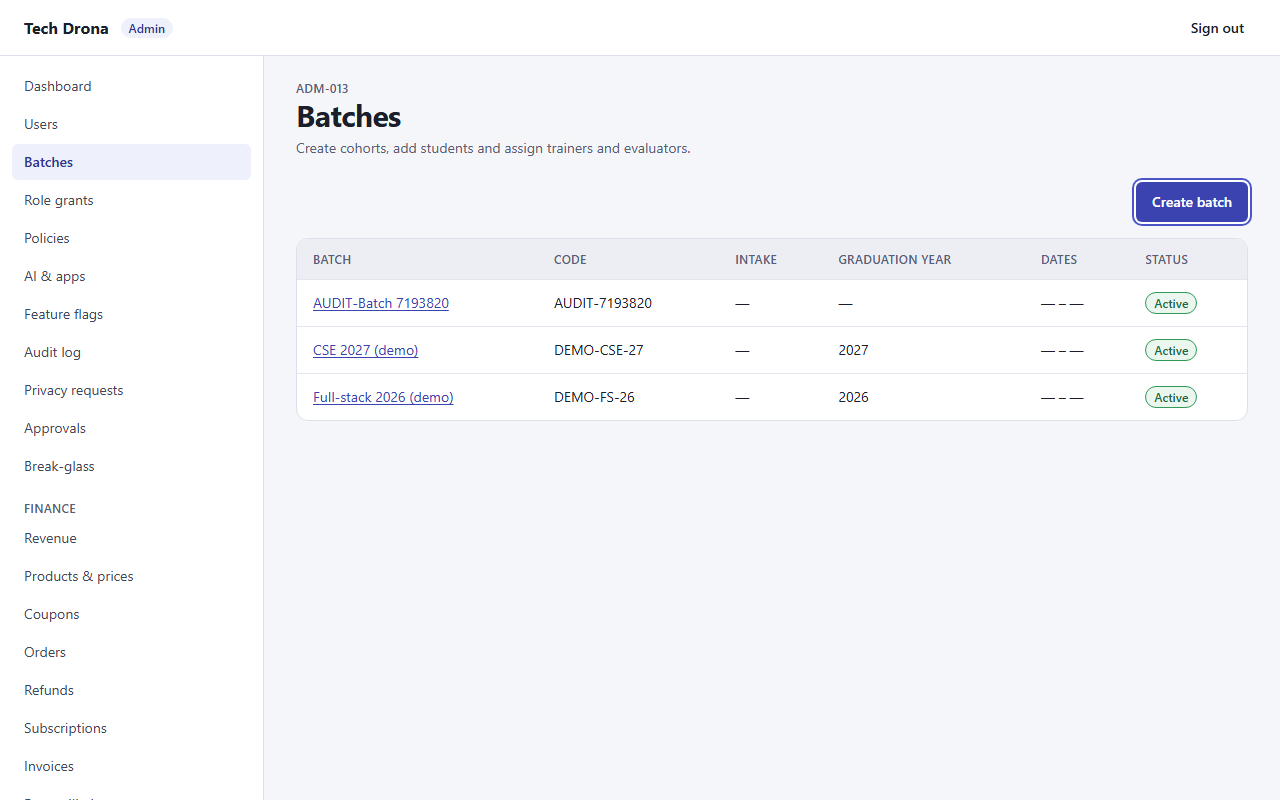 Tech Drona Admin Sign out
Dashboard
Users
Batches
Role grants
Policies
AI & apps
Feature flags
Audit log
Privacy requests
Approvals
Break-glass
FINANCE
Revenue
Products & prices
Coupons
Orders
Refunds
Subscriptions
Invoices
ADM-013
Batches
Create cohorts, add students and assign trainers and evaluators.
Create batch
BATCH CODE INTAKE GRADUATION YEAR DATES STATUS
AUDIT-Batch 7193820 AUDIT-7193820 — — — – — Active
CSE 2027 (demo) DEMO-CSE-27 — 2027 — – — Active
Full-stack 2026 (demo) DEMO-FS-26 — 2026 — – — Active